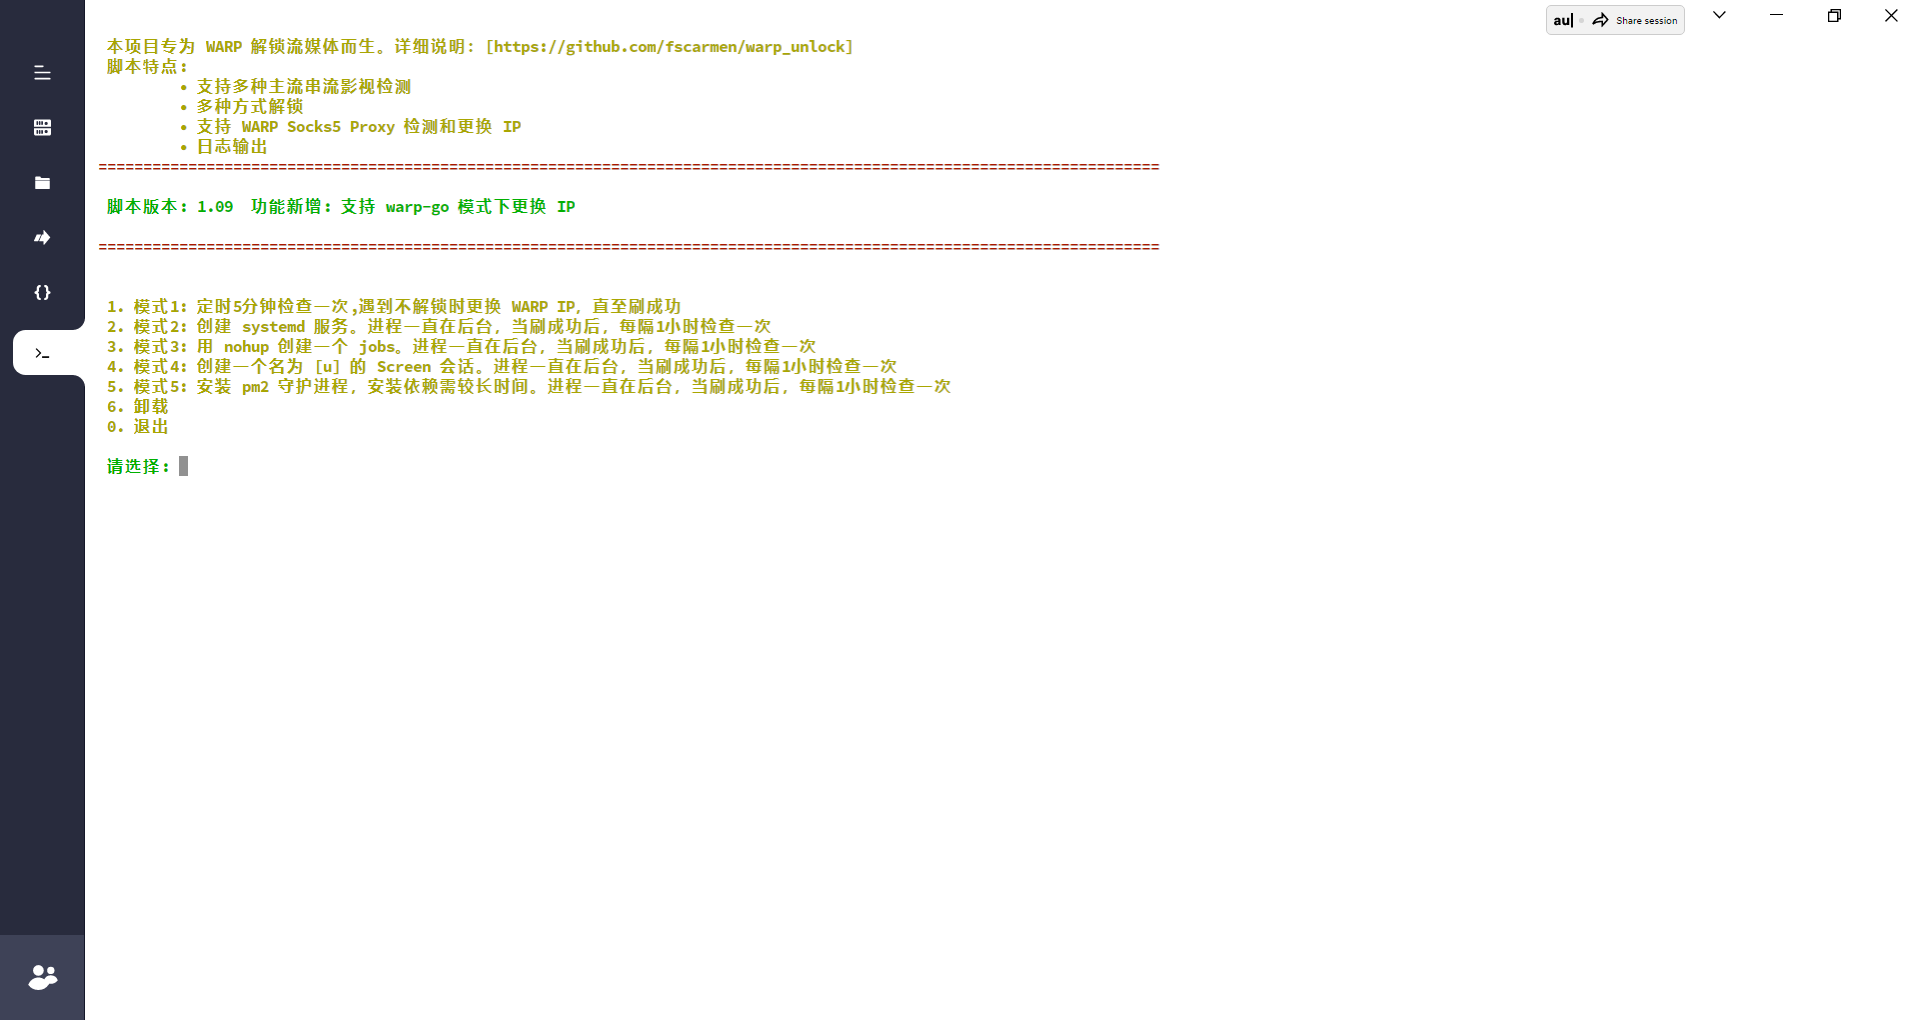 au|
Share session
本项目专为 WARP 解锁流媒体而生。详细说明：[https://github.com/fscarmen/warp_unlock]
脚本特点：
• 支持多种主流串流影视检测
• 多种方式解锁
• 支持 WARP Socks5 Proxy 检测和更换 IP
• 日志输出
======================================================================================================================
脚本版本：1.09 功能新增：支持 warp-go 模式下更换 IP
======================================================================================================================
1. 模式1：定时5分钟检查一次,遇到不解锁时更换 WARP IP，直至刷成功
2. 模式2：创建 systemd 服务。进程一直在后台，当刷成功后，每隔1小时检查一次
3. 模式3：用 nohup 创建一个 jobs。进程一直在后台，当刷成功后，每隔1小时检查一次
4. 模式4：创建一个名为 [u] 的 Screen 会话。进程一直在后台，当刷成功后，每隔1小时检查一次
5. 模式5：安装 pm2 守护进程，安装依赖需较长时间。进程一直在后台，当刷成功后，每隔1小时检查一次
6. 卸载
0. 退出
请选择：